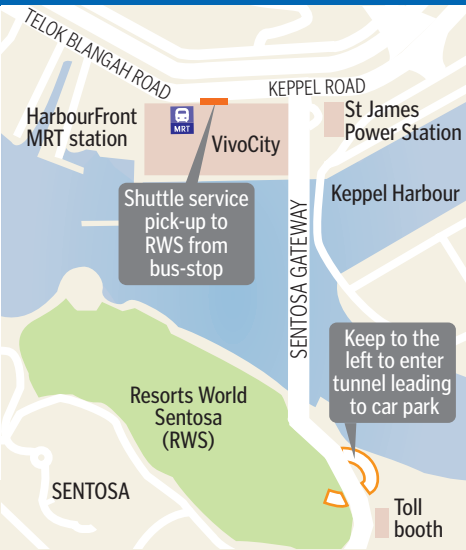 TELOK BLANGAH ROAD
KEPPEL ROAD
HarbourFront
MRT station
MRT
VivoCity
St James
Power Station
Shuttle service
pick-up to
RWS from
bus-stop
Keppel Harbour
SENTOSA GATEWAY
Keep to the
left to enter
tunnel leading
to car park
Resorts World
Sentosa
(RWS)
SENTOSA
Toll
booth